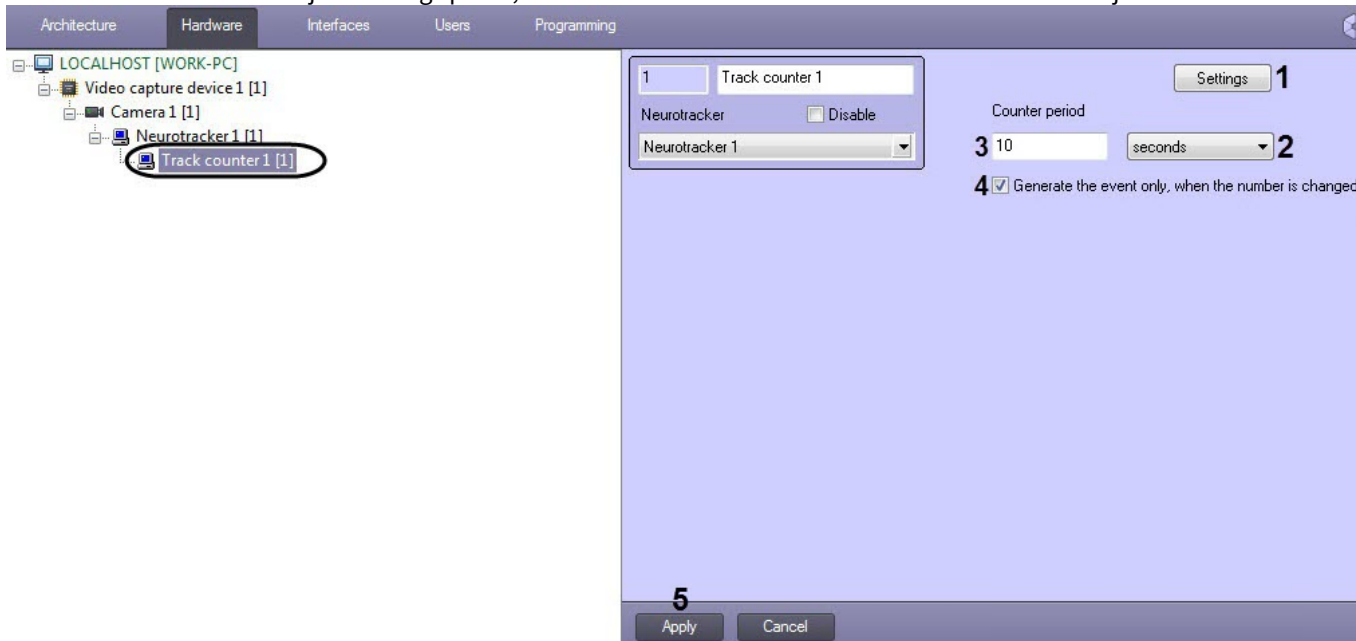 Architecture Hardware Interfaces Users Programming
LOCALHOST [WORK-PC]
Video capture device 1 [1]
Camera 1 [1]
Neurotracker 1 [1]
Track counter 1 [1]
1 Track counter 1
Neurotracker Disable
Neurotracker 1
Settings 1
Counter period
3 10 seconds 2
4 Generate the event only, when the number is changed
5
Apply Cancel